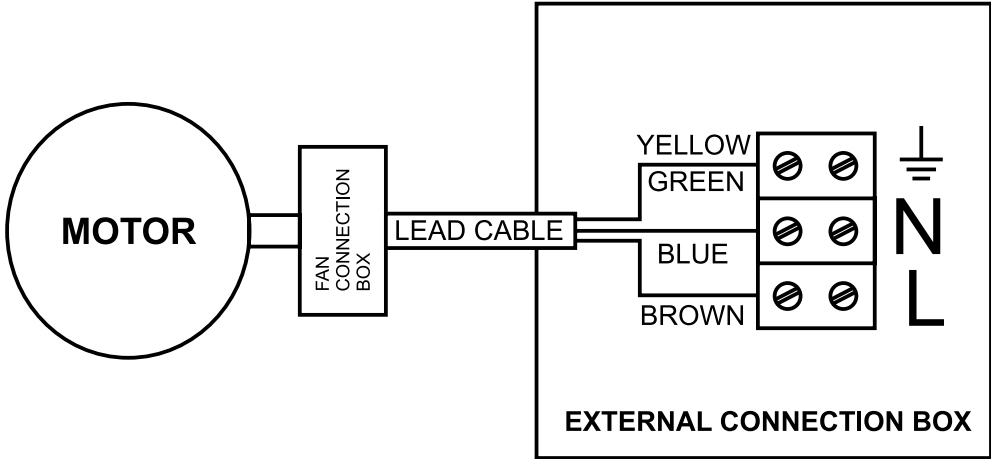 MOTOR
FAN
CONNECTION
BOX
LEAD CABLE
YELLOW
GREEN
BLUE
BROWN
N
L
EXTERNAL CONNECTION BOX